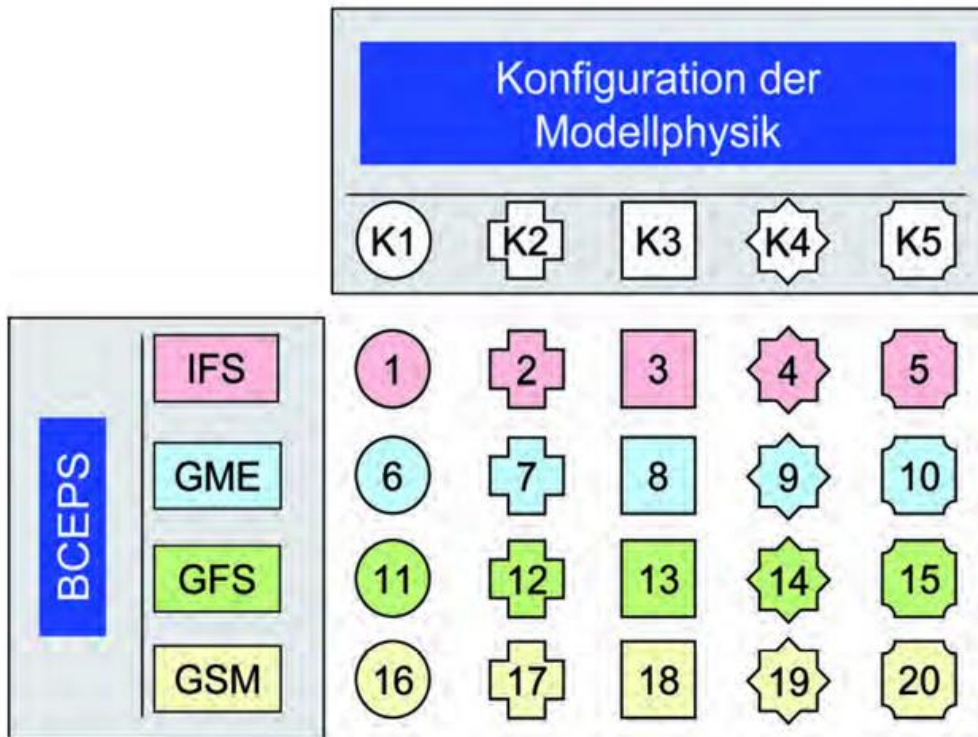 Konfiguration der
Modellphysik
K1 K2 K3 K4 K5
BCEPS
IFS 1 2 3 4 5
GME 6 7 8 9 10
GFS 11 12 13 14 15
GSM 16 17 18 19 20